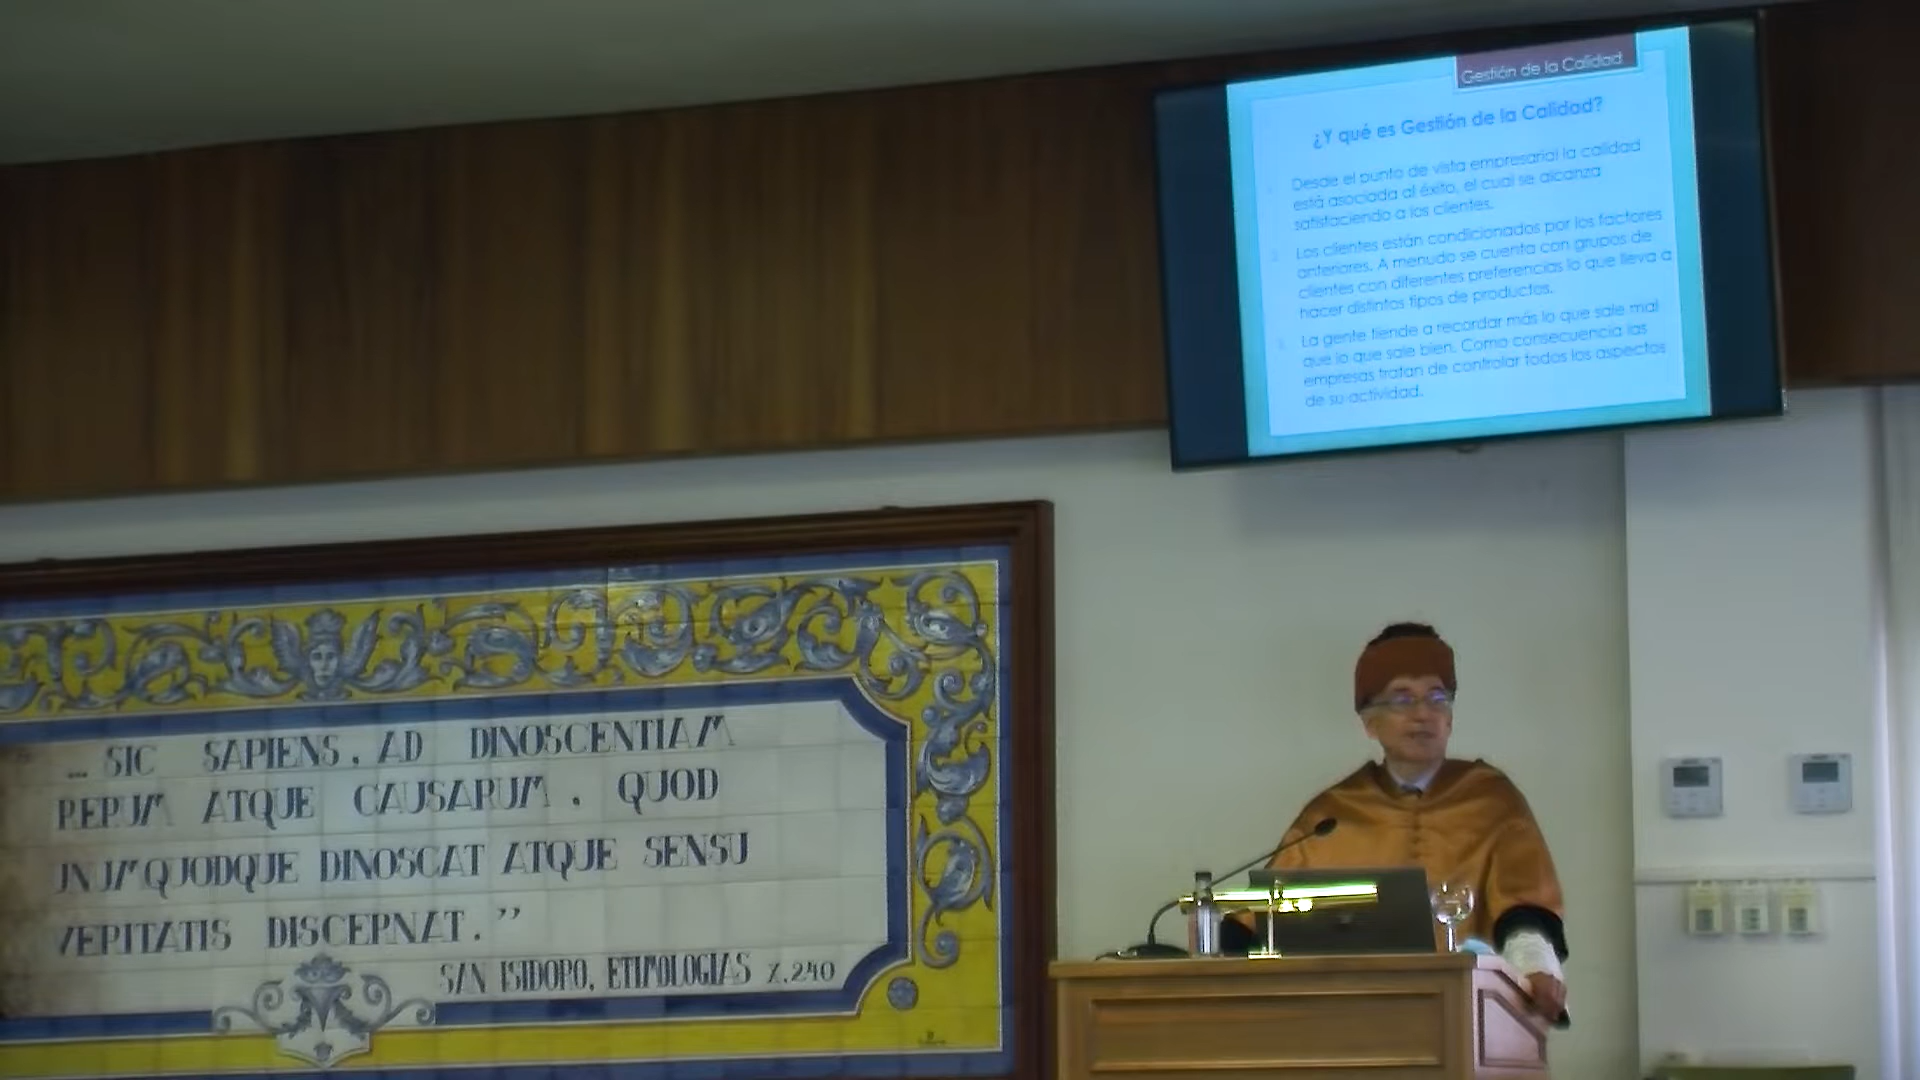 Gestión de la Calidad
¿Y qué es Gestión de la Calidad?
Desde el punto de vista empresarial la calidad
está asociada al éxito, el cual se alcanza
satisfaciendo a los clientes.
Los clientes están condicionados por los factores
anteriores. A menudo se cuenta con grupos de
clientes con diferentes preferencias lo que lleva a
hacer distintos tipos de productos.
La gente tiende a recordar más lo que sale mal
que lo que sale bien. Como consecuencia las
empresas tratan de controlar todos los aspectos
de su actividad.
... SIC SAPIENS, AD DINOSCENTIAM
RERUM ATQUE CAUSARUM. QUOD
UNUMQUODQUE DINOSCAT ATQUE SENSU
VERITATIS DISCERNAT.”
SAN ISIDORO, ETIMOLOGIAS X,240